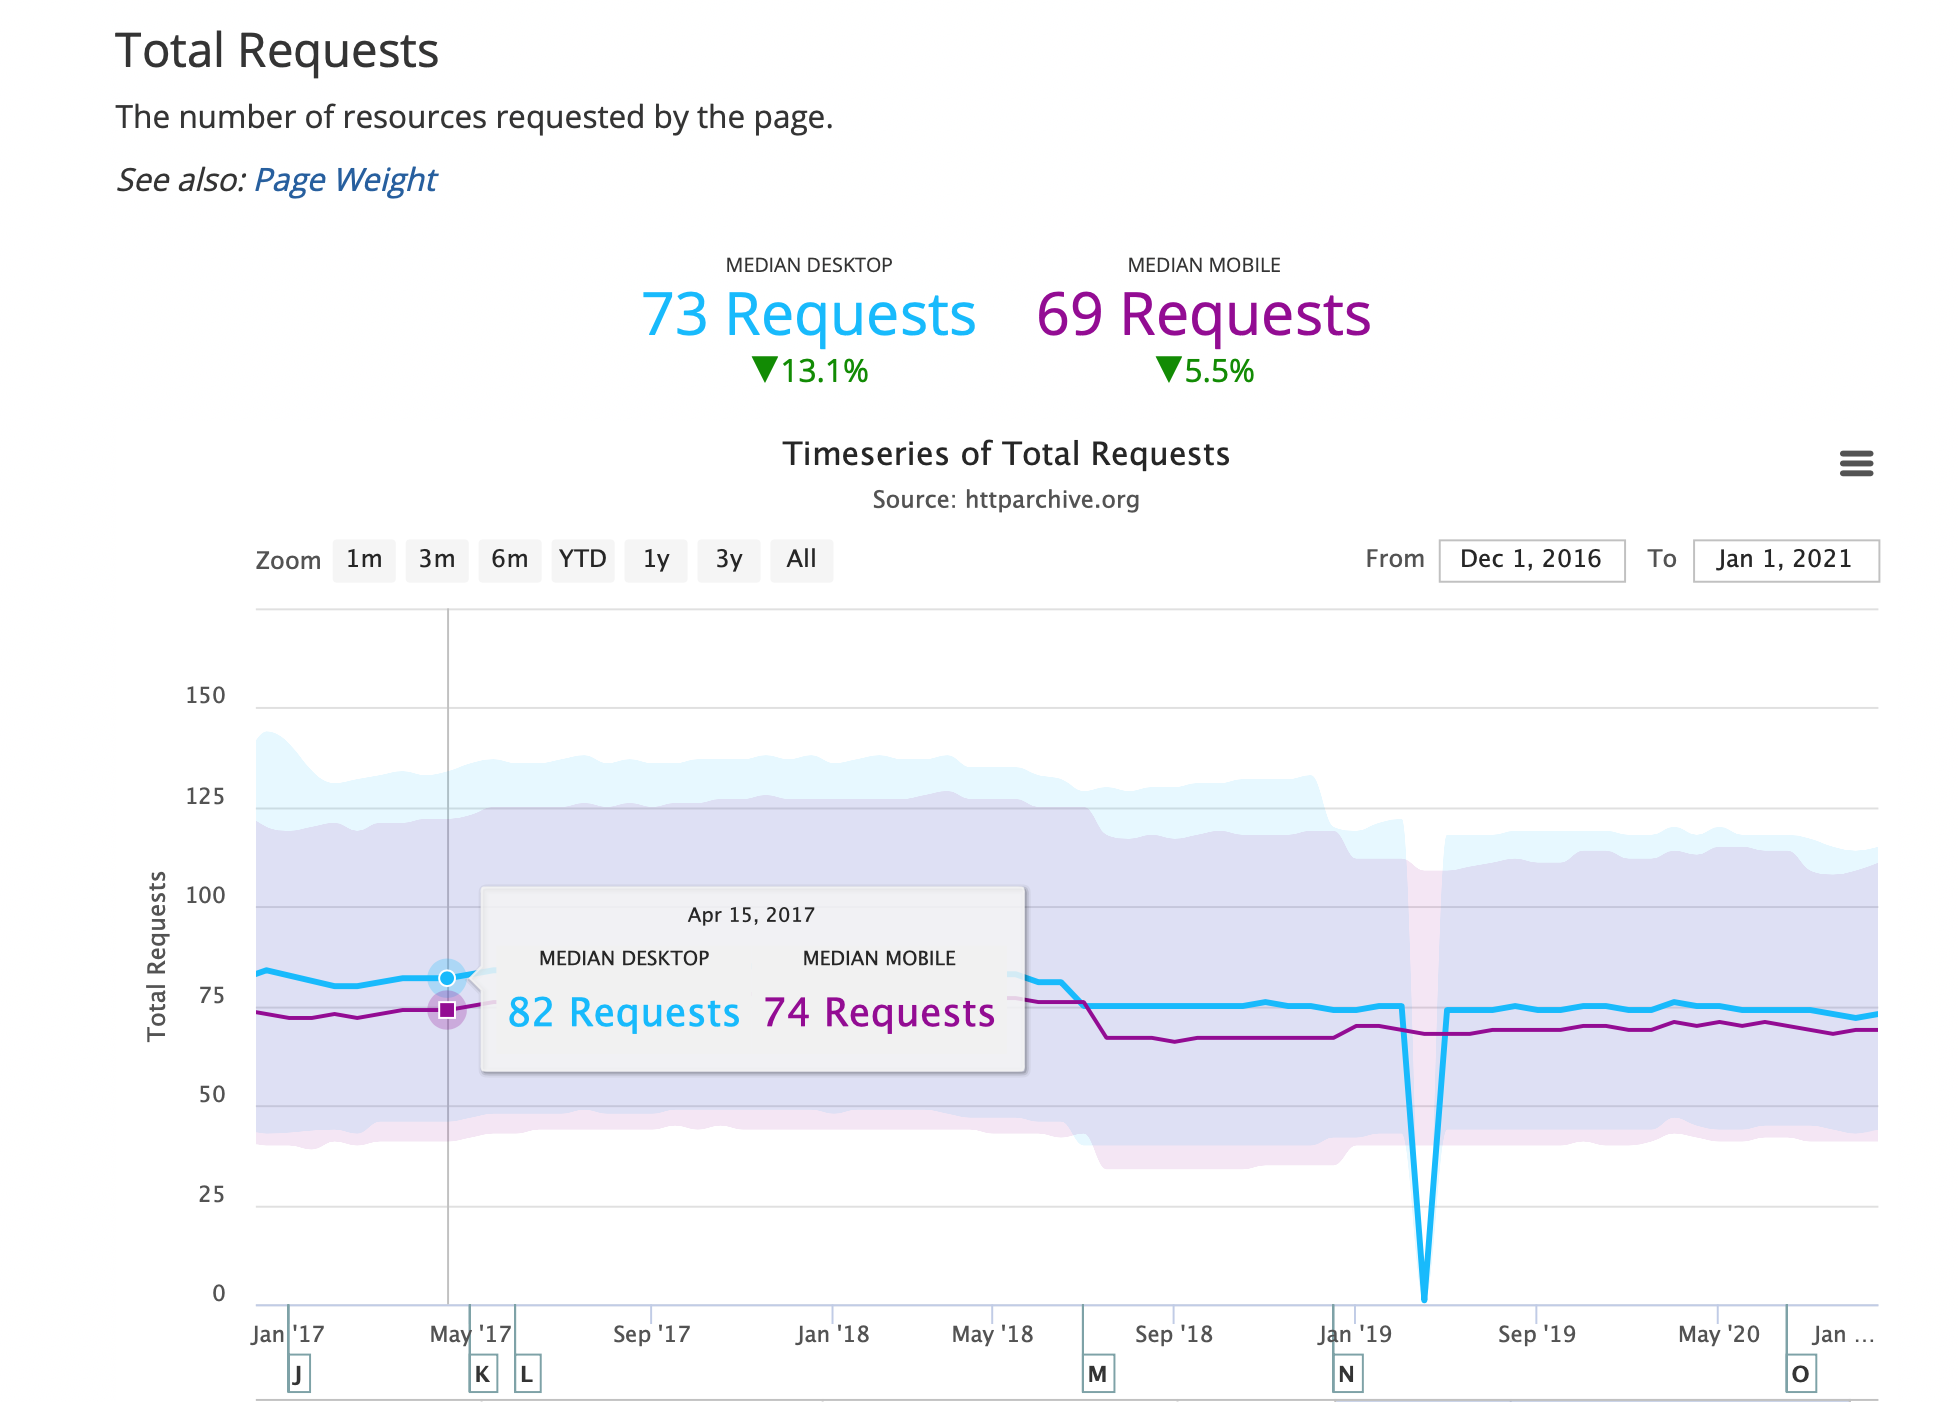 Total Requests
The number of resources requested by the page.
See also: Page Weight
MEDIAN DESKTOP MEDIAN MOBILE
73 Requests 69 Requests
▼13.1% ▼5.5%
Timeseries of Total Requests
Source: httparchive.org
Zoom 1m 3m 6m YTD 1y 3y All From Dec 1, 2016 To Jan 1, 2021
Total Requests
150
125
100
75
50
25
0
Apr 15, 2017
MEDIAN DESKTOP MEDIAN MOBILE
82 Requests 74 Requests
Jan '17 May '17 Sep '17 Jan '18 May '18 Sep '18 Jan '19 Sep '19 May '20 Jan ...
J K L M N O